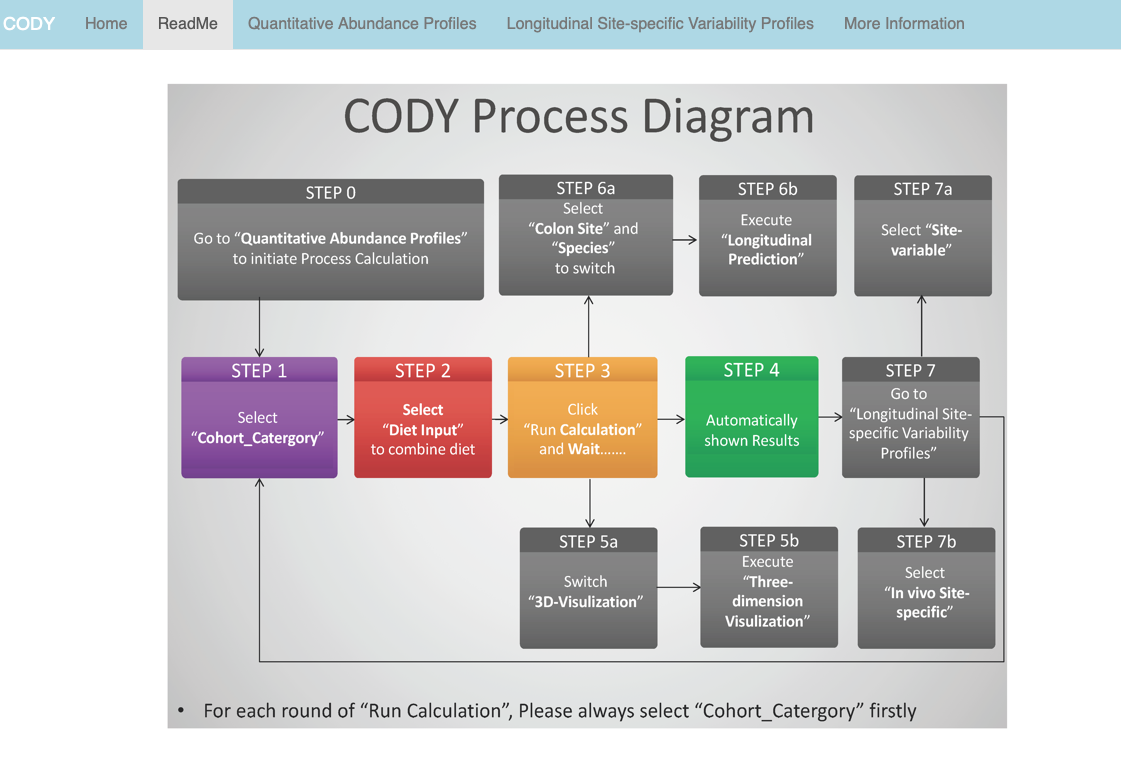 CODY
Home
ReadMe
Quantitative Abundance Profiles
Longitudinal Site-specific Variability Profiles
More Information
CODY Process Diagram
STEP 0
Go to “Quantitative Abundance Profiles”
to initiate Process Calculation
STEP 6a
Select
“Colon Site” and
“Species”
to switch
STEP 6b
Execute
“Longitudinal
Prediction”
STEP 7a
Select “Site-
variable”
STEP 1
Select
“Cohort_Catergory”
STEP 2
Select
“Diet Input”
to combine diet
STEP 3
Click
“Run Calculation”
and Wait.......
STEP 4
Automatically
shown Results
STEP 7
Go to
“Longitudinal Site-
specific Variability
Profiles”
STEP 5a
Switch
“3D-Visulization”
STEP 5b
Execute
“Three-
dimension
Visulization”
STEP 7b
Select
“In vivo Site-
specific”
• For each round of “Run Calculation”, Please always select “Cohort_Catergory” firstly